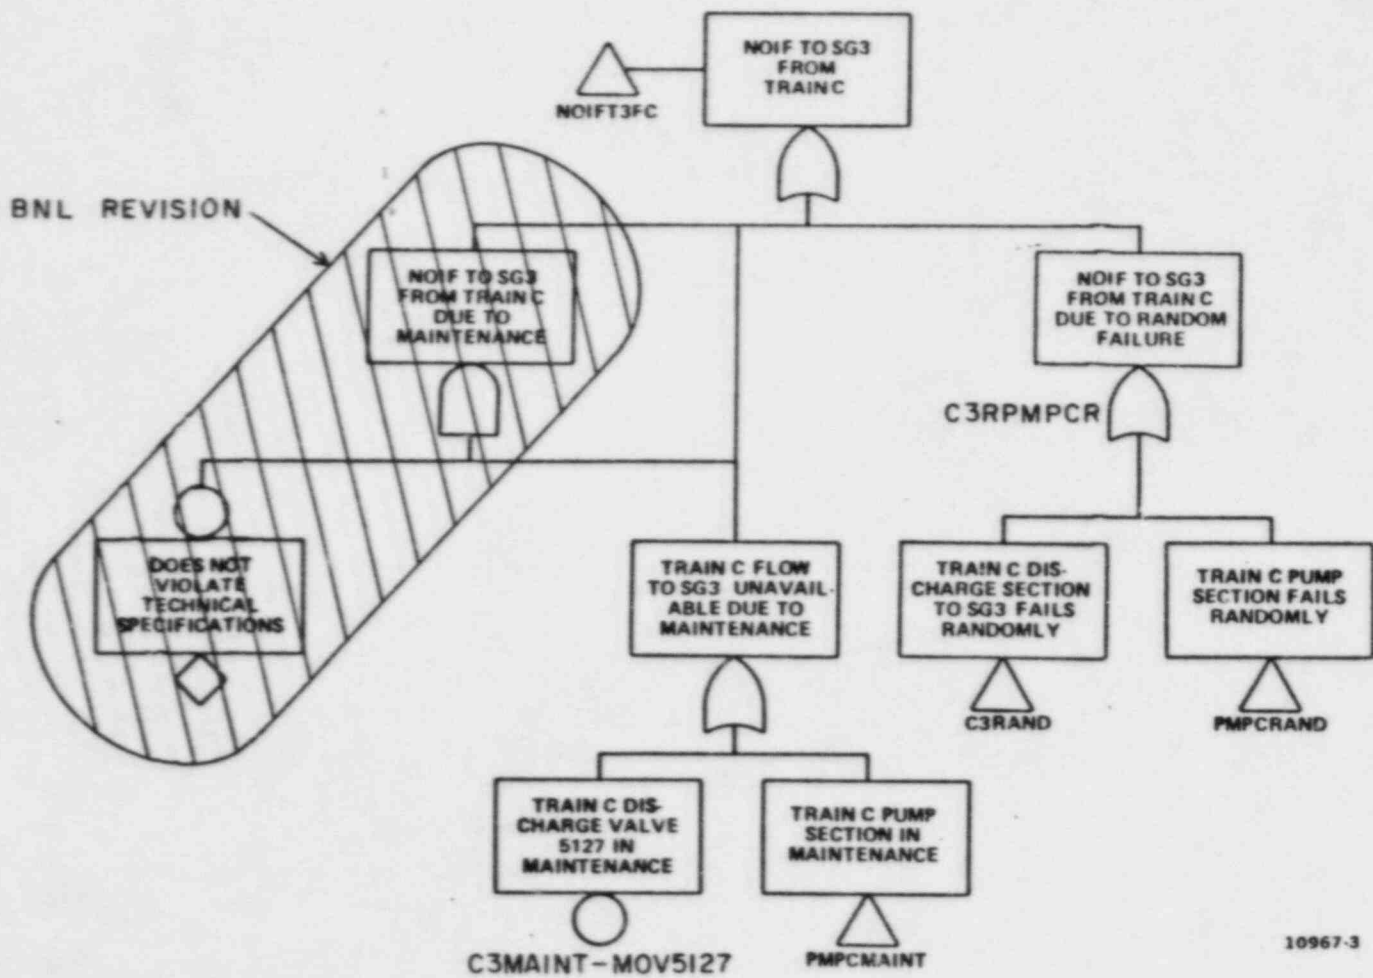 NOIF TO SG3
FROM
TRAIN C
NOIFT3FC
BNL REVISION
NOIF TO SG3
FROM TRAIN C
DUE TO
MAINTENANCE
NOIF TO SG3
FROM TRAIN C
DUE TO RANDOM
FAILURE
C3RPMPCR
DOES NOT
VIOLATE
TECHNICAL
SPECIFICATIONS
TRAIN C FLOW
TO SG3 UNAVAIL-
ABLE DUE TO
MAINTENANCE
TRAIN C DIS-
CHARGE SECTION
TO SG3 FAILS
RANDOMLY
TRAIN C PUMP
SECTION FAILS
RANDOMLY
C3RAND
PMPCRAND
TRAIN C DIS-
CHARGE VALVE
5127 IN
MAINTENANCE
TRAIN C PUMP
SECTION IN
MAINTENANCE
C3MAINT-MOV5127
PMPCMAINT
10967-3